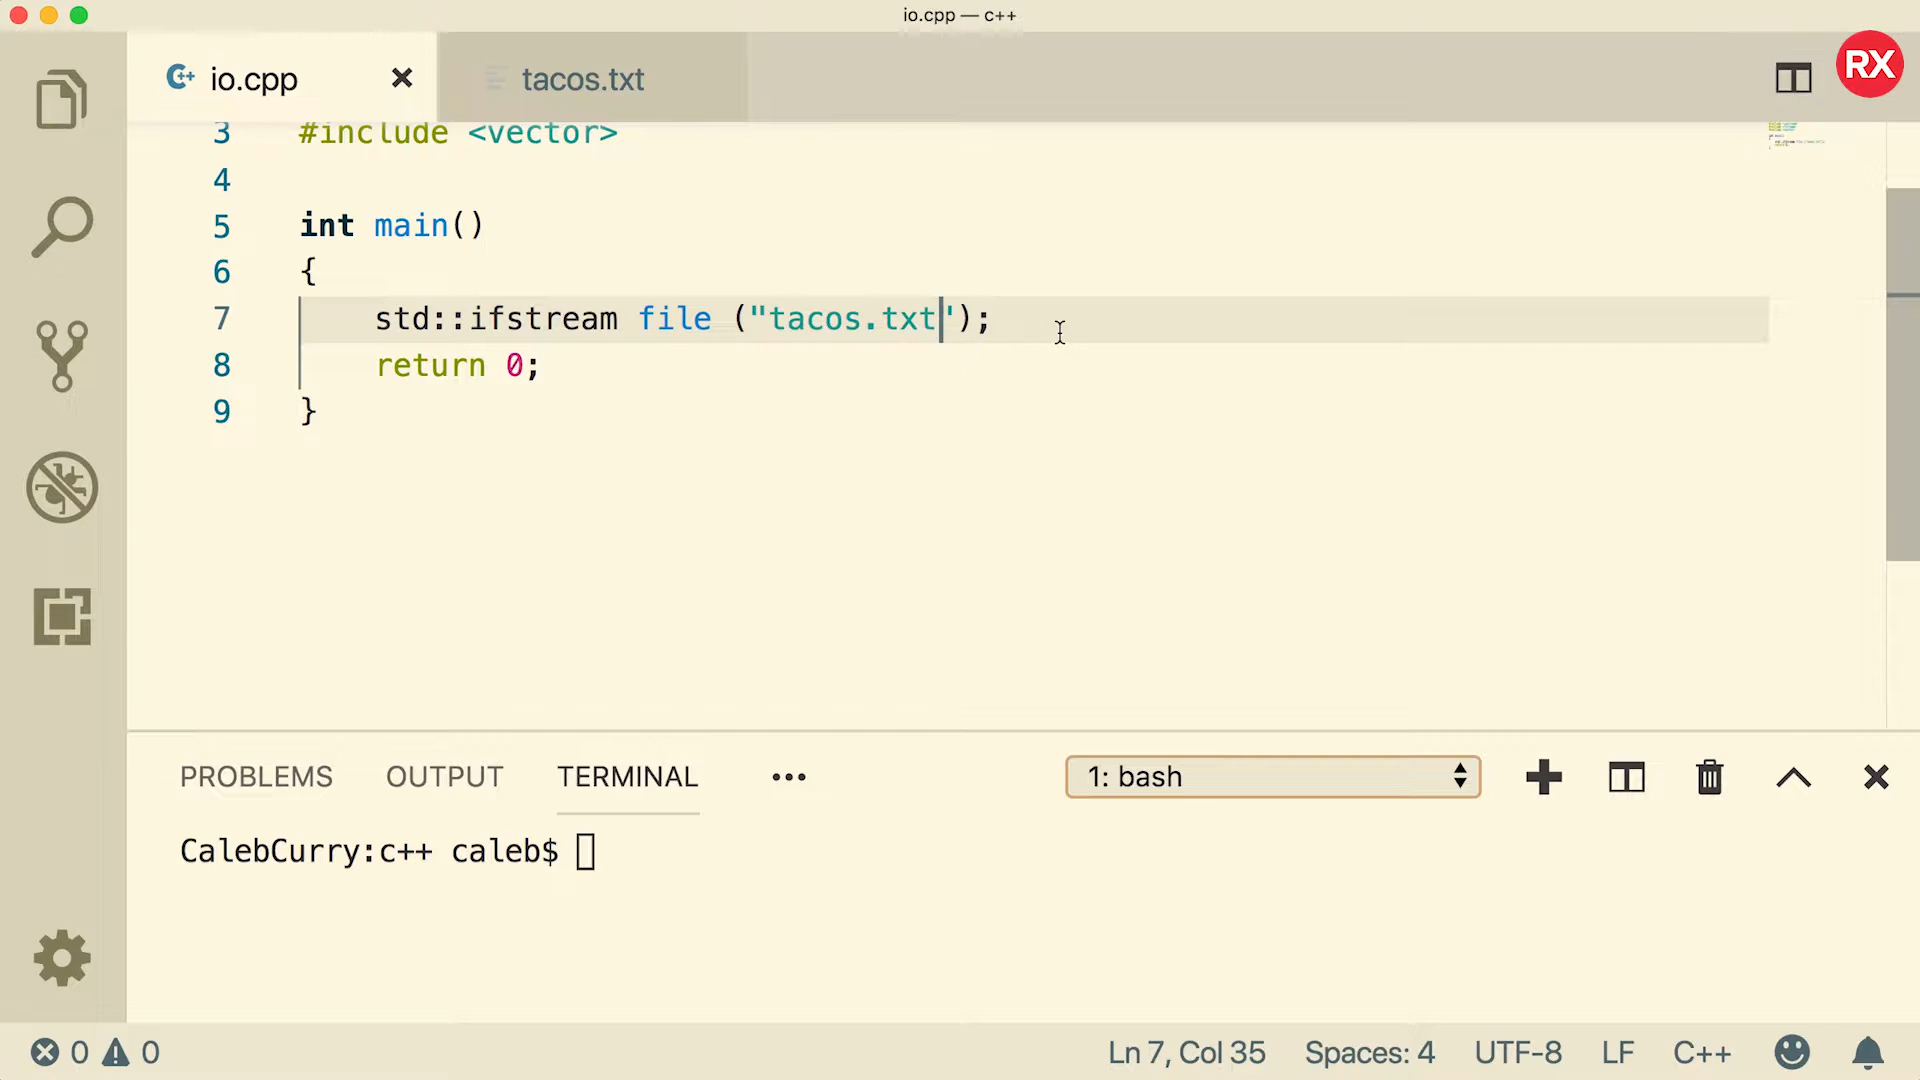 io.cpp — c++
io.cpp
tacos.txt
RX
3 #include <vector>
4
5 int main()
6 {
7 std::ifstream file ("tacos.txt");
8 return 0;
9 }
PROBLEMS OUTPUT TERMINAL ••• 1: bash
CalebCurry:c++ caleb$
0 0 Ln 7, Col 35 Spaces: 4 UTF-8 LF C++